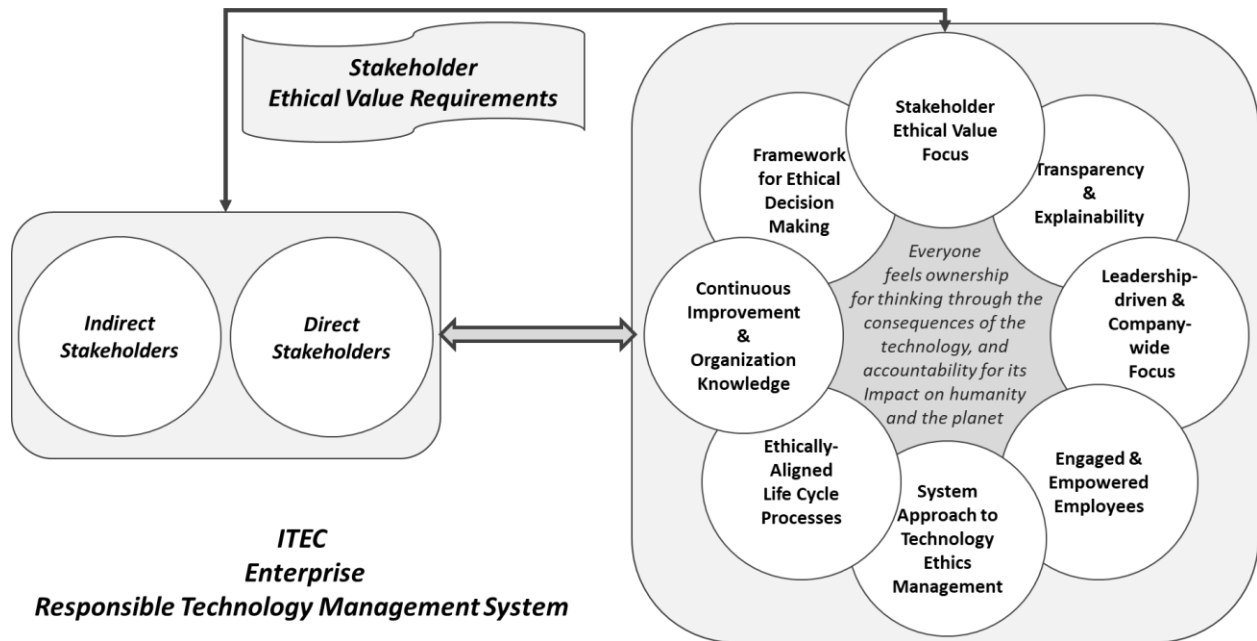 Stakeholder
Ethical Value Requirements
Indirect
Stakeholders
Direct
Stakeholders
ITEC
Enterprise
Responsible Technology Management System
Stakeholder
Ethical Value
Focus
Transparency
&
Explainability
Leadership-
driven &
Company-
wide
Focus
Engaged &
Empowered
Employees
System
Approach to
Technology
Ethics
Management
Ethically-
Aligned
Life Cycle
Processes
Continuous
Improvement
&
Organization
Knowledge
Framework
for Ethical
Decision
Making
Everyone
feels ownership
for thinking through the
consequences of the
technology, and
accountability for its
Impact on humanity
and the planet